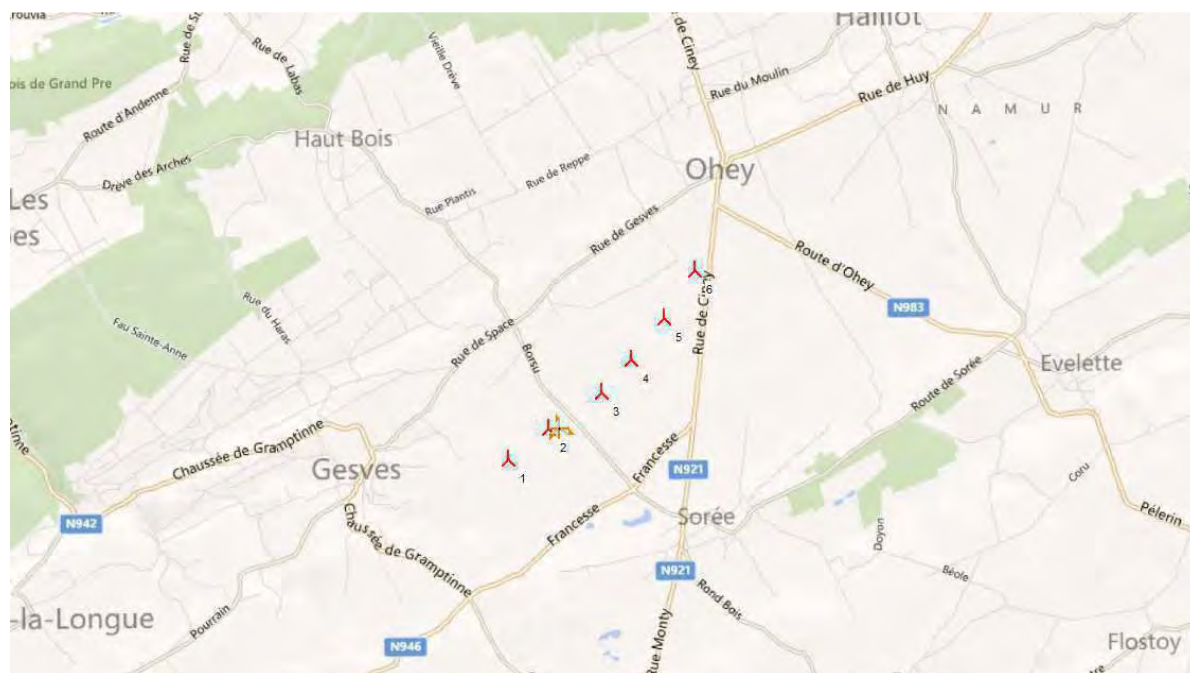 Rue de S
Hailloț
Rue de Labas
Vieille Drève
de Ciney
Rue du Moulin
ois de Grand Pre
Rue de Huy
N A M U R
Route d'Andenne
Haut Bois
Drève des Arches
Rue de Reppe
Ohey
Les
es
Rue Plantis
Rue de Gesves
Route d'Ohey
Rue du Haras
6
N983
Fau Sainte-Anne
Rue de Space
Borsu
5
Rue de Ciney
4
Evelette
Route de Sorée
3
2
Chaussée de Gramptinne
Gesves
1
Francesse
N921
Coru
N942
Sorée
Pélerin
Chaussée de Gramptinne
Francesse
Doyon
N921
Béole
Rond Bois
-la-Longue
Pourrain
N946
Rue Monty
Flostoy